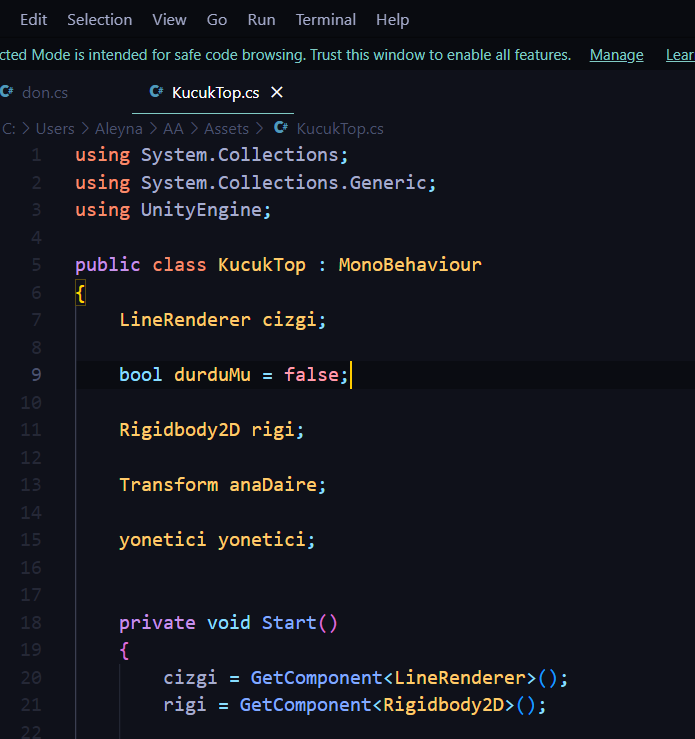 Edit Selection View Go Run Terminal Help
cted Mode is intended for safe code browsing. Trust this window to enable all features. Manage Lear
C# don.cs C# KucukTop.cs ×
C: > Users > Aleyna > AA > Assets > C# KucukTop.cs
1 using System.Collections;
2 using System.Collections.Generic;
3 using UnityEngine;
4
5 public class KucukTop : MonoBehaviour
6 {
7 LineRenderer cizgi;
8
9 bool durduMu = false;
10
11 Rigidbody2D rigi;
12
13 Transform anaDaire;
14
15 yonetici yonetici;
16
17
18 private void Start()
19 {
20 cizgi = GetComponent<LineRenderer>();
21 rigi = GetComponent<Rigidbody2D>();
22